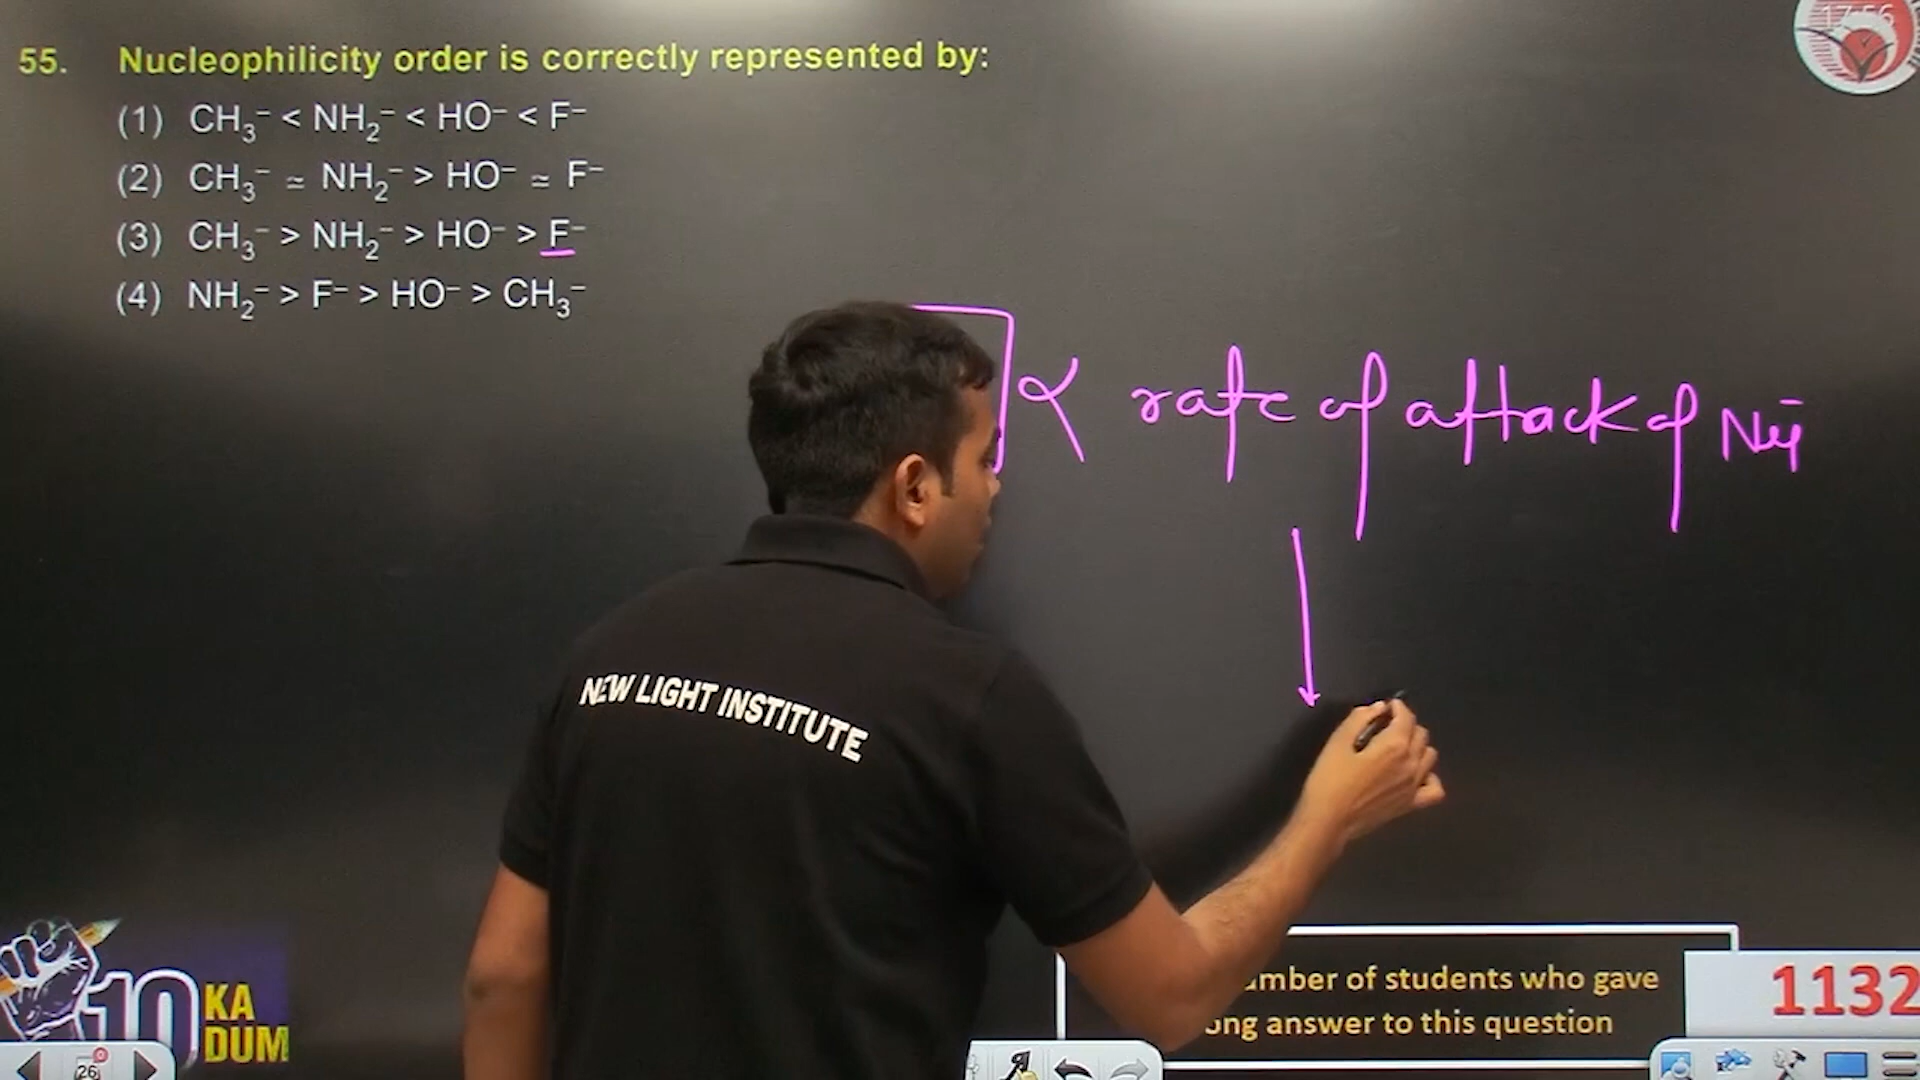 17:56
55. Nucleophilicity order is correctly represented by:
(1) CH₃⁻ < NH₂⁻ < HO⁻ < F⁻
(2) CH₃⁻ ≃ NH₂⁻ > HO⁻ ≃ F⁻
(3) CH₃⁻ > NH₂⁻ > HO⁻ > F⁻
(4) NH₂⁻ > F⁻ > HO⁻ > CH₃⁻
∝ rate of attack of Nu⁻
NEW LIGHT INSTITUTE
of students who gave
answer to this question
1132
10 KA
DUM
26